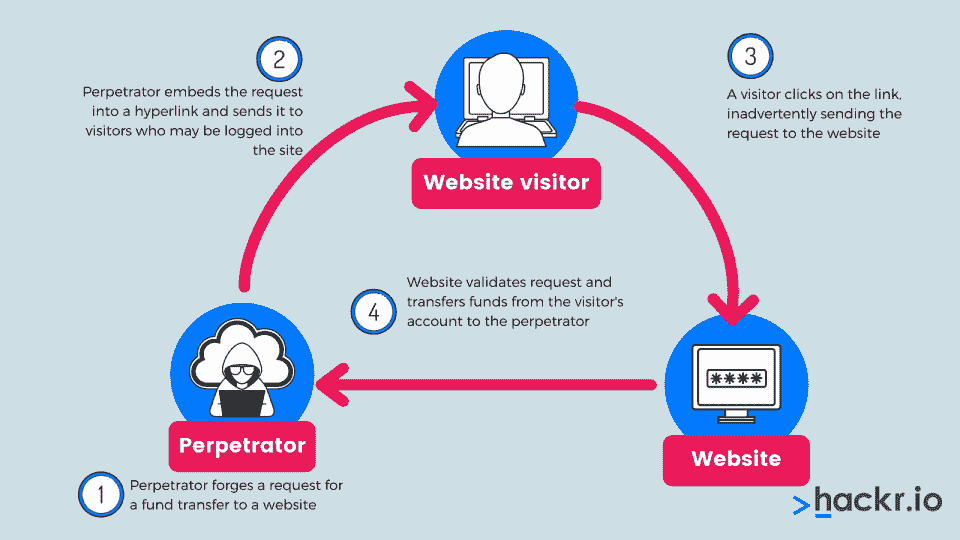 2
Perpetrator embeds the request
into a hyperlink and sends it to
visitors who may be logged into
the site
3
A visitor clicks on the link,
inadvertently sending the
request to the website
Website visitor
4
Website validates request and
transfers funds from the visitor's
account to the perpetrator
****
Perpetrator
Website
1
Perpetrator forges a request for
a fund transfer to a website
>hackr.io